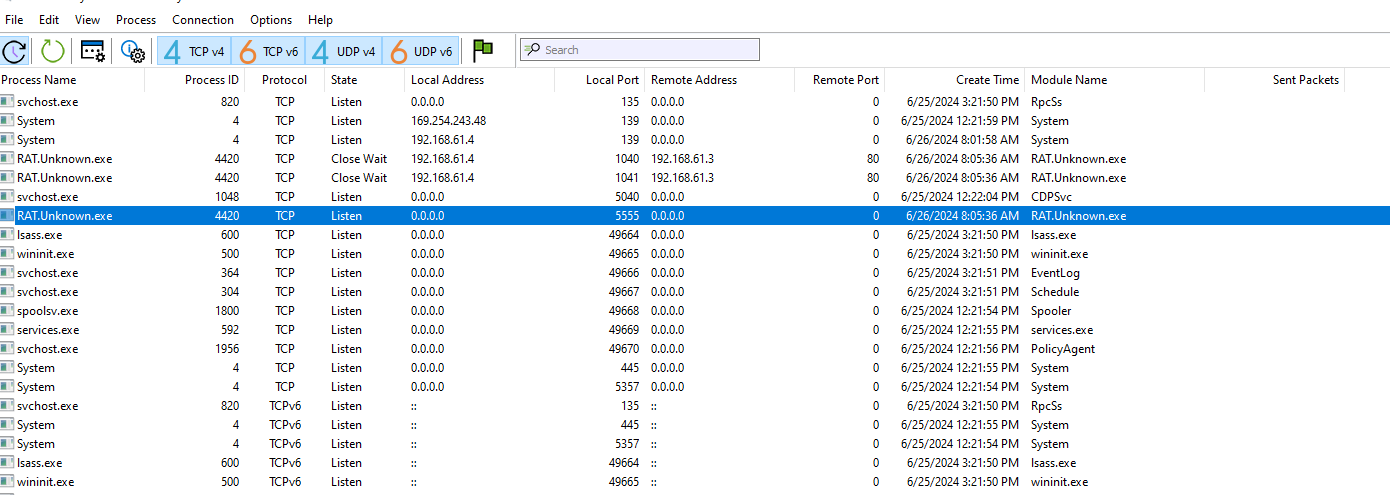 File Edit View Process Connection Options Help
4 TCP v4 6 TCP v6 4 UDP v4 6 UDP v6 Search
Process Name Process ID Protocol State Local Address Local Port Remote Address Remote Port Create Time Module Name Sent Packets
svchost.exe 820 TCP Listen 0.0.0.0 135 0.0.0.0 0 6/25/2024 3:21:50 PM RpcSs
System 4 TCP Listen 169.254.243.48 139 0.0.0.0 0 6/25/2024 12:21:59 PM System
System 4 TCP Listen 192.168.61.4 139 0.0.0.0 0 6/26/2024 8:01:58 AM System
RAT.Unknown.exe 4420 TCP Close Wait 192.168.61.4 1040 192.168.61.3 80 6/26/2024 8:05:36 AM RAT.Unknown.exe
RAT.Unknown.exe 4420 TCP Close Wait 192.168.61.4 1041 192.168.61.3 80 6/26/2024 8:05:36 AM RAT.Unknown.exe
svchost.exe 1048 TCP Listen 0.0.0.0 5040 0.0.0.0 0 6/25/2024 12:22:04 PM CDPSvc
RAT.Unknown.exe 4420 TCP Listen 0.0.0.0 5555 0.0.0.0 0 6/26/2024 8:05:36 AM RAT.Unknown.exe
lsass.exe 600 TCP Listen 0.0.0.0 49664 0.0.0.0 0 6/25/2024 3:21:50 PM lsass.exe
wininit.exe 500 TCP Listen 0.0.0.0 49665 0.0.0.0 0 6/25/2024 3:21:50 PM wininit.exe
svchost.exe 364 TCP Listen 0.0.0.0 49666 0.0.0.0 0 6/25/2024 3:21:51 PM EventLog
svchost.exe 304 TCP Listen 0.0.0.0 49667 0.0.0.0 0 6/25/2024 3:21:51 PM Schedule
spoolsv.exe 1800 TCP Listen 0.0.0.0 49668 0.0.0.0 0 6/25/2024 12:21:54 PM Spooler
services.exe 592 TCP Listen 0.0.0.0 49669 0.0.0.0 0 6/25/2024 12:21:55 PM services.exe
svchost.exe 1956 TCP Listen 0.0.0.0 49670 0.0.0.0 0 6/25/2024 12:21:56 PM PolicyAgent
System 4 TCP Listen 0.0.0.0 445 0.0.0.0 0 6/25/2024 12:21:55 PM System
System 4 TCP Listen 0.0.0.0 5357 0.0.0.0 0 6/25/2024 12:21:54 PM System
svchost.exe 820 TCPv6 Listen :: 135 :: 0 6/25/2024 3:21:50 PM RpcSs
System 4 TCPv6 Listen :: 445 :: 0 6/25/2024 12:21:55 PM System
System 4 TCPv6 Listen :: 5357 :: 0 6/25/2024 12:21:54 PM System
lsass.exe 600 TCPv6 Listen :: 49664 :: 0 6/25/2024 3:21:50 PM lsass.exe
wininit.exe 500 TCPv6 Listen :: 49665 :: 0 6/25/2024 3:21:50 PM wininit.exe